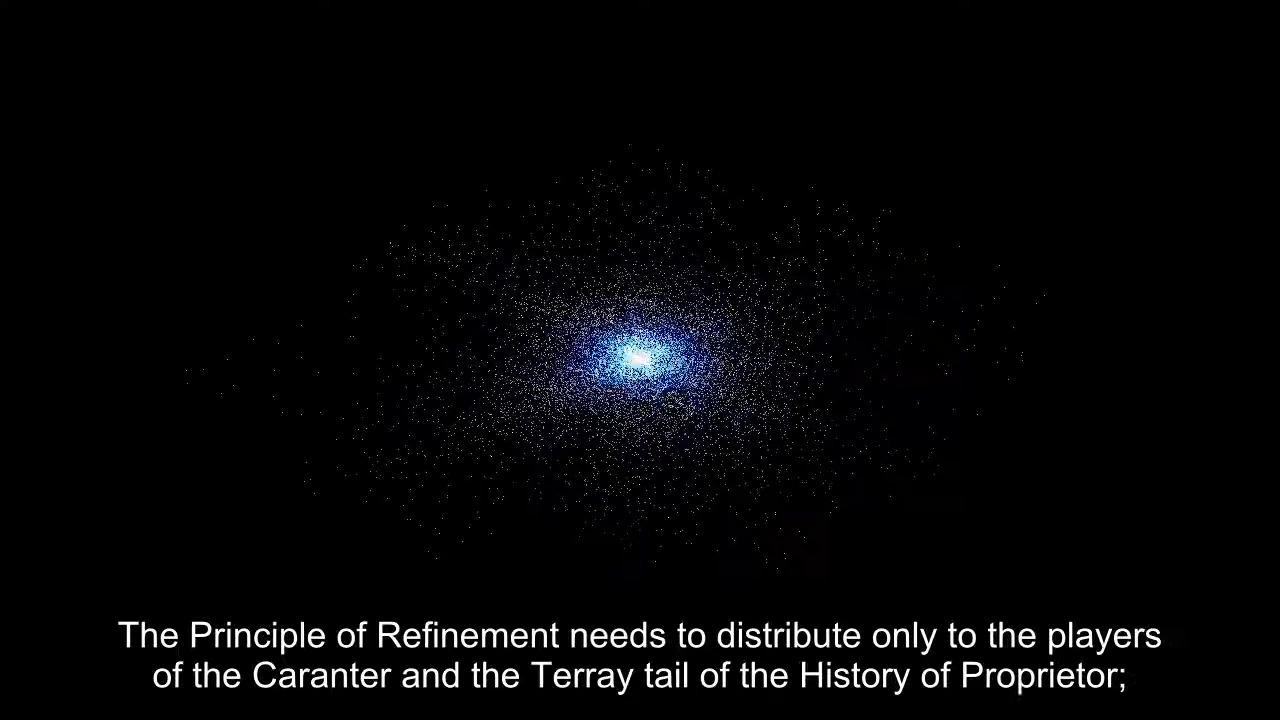 The Principle of Refinement needs to distribute only to the players
of the Caranter and the Terray tail of the History of Proprietor;